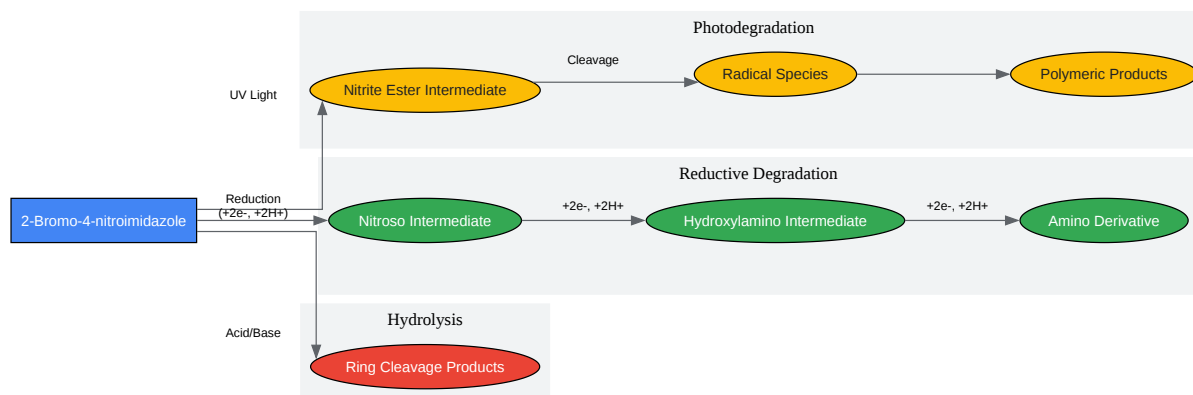 Photodegradation
Cleavage
Nitrite Ester Intermediate
Radical Species
Polymeric Products
UV Light
Reductive Degradation
2-Bromo-4-nitroimidazole
Reduction
(+2e-, +2H+)
Nitroso Intermediate
+2e-, +2H+
Hydroxylamino Intermediate
+2e-, +2H+
Amino Derivative
Hydrolysis
Acid/Base
Ring Cleavage Products